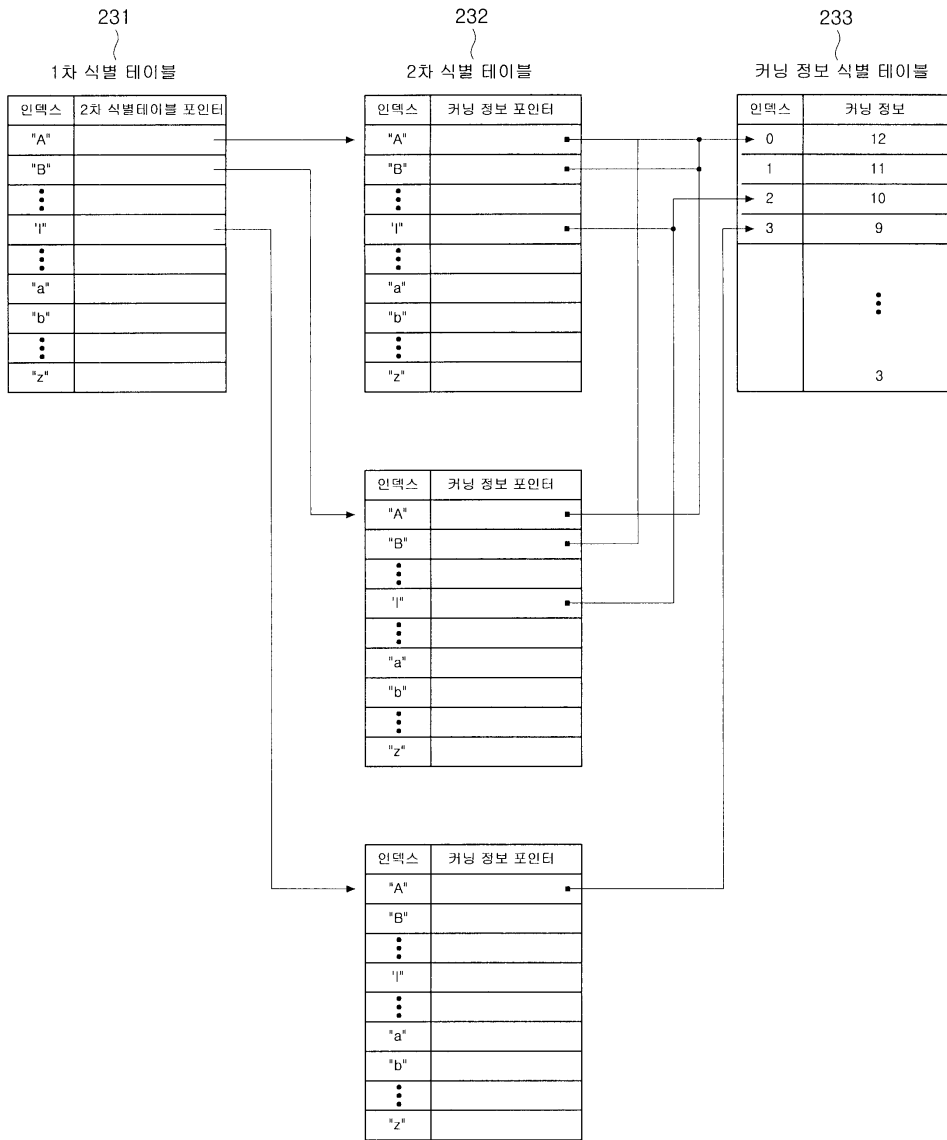 231
232
233
1차 식별 테이블
2차 식별 테이블
커닝 정보 식별 테이블
인덱스 2차 식별테이블 포인터
"A"
"B"
'I"
"a"
"b"
"z"
인덱스 커닝 정보 포인터
"A"
"B"
'I"
"a"
"b"
"z"
인덱스 커닝 정보
0 12
1 11
2 10
3 9
3
인덱스 커닝 정보 포인터
"A"
"B"
'I"
"a"
"b"
"z"
인덱스 커닝 정보 포인터
"A"
"B"
'I"
"a"
"b"
"z"